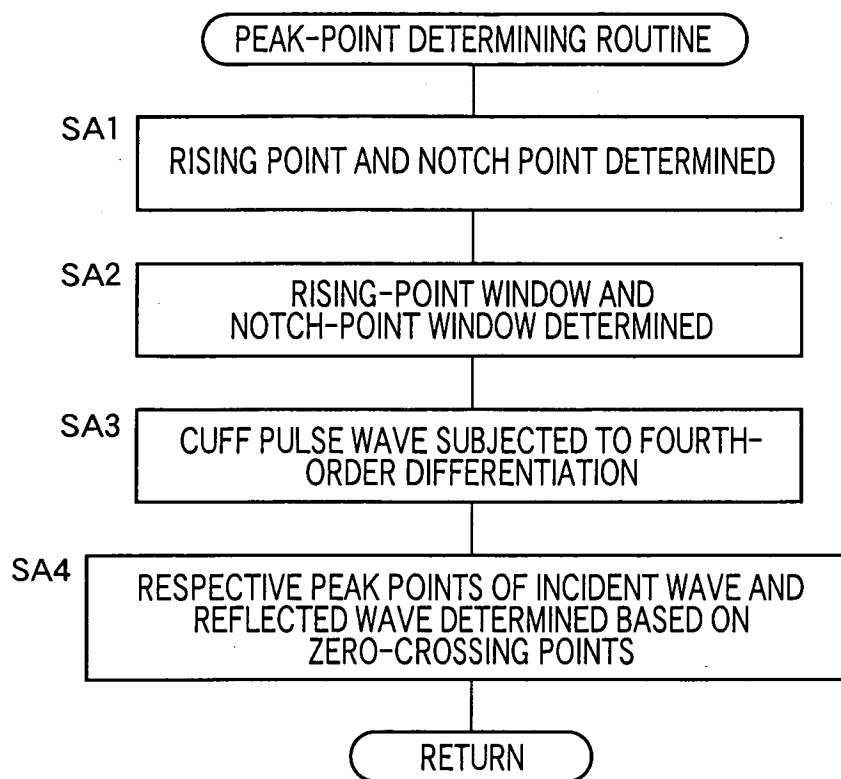 PEAK-POINT DETERMINING ROUTINE
SA1
RISING POINT AND NOTCH POINT DETERMINED
SA2
RISING-POINT WINDOW AND
NOTCH-POINT WINDOW DETERMINED
SA3
CUFF PULSE WAVE SUBJECTED TO FOURTH-
ORDER DIFFERENTIATION
SA4
RESPECTIVE PEAK POINTS OF INCIDENT WAVE AND
REFLECTED WAVE DETERMINED BASED ON
ZERO-CROSSING POINTS
RETURN